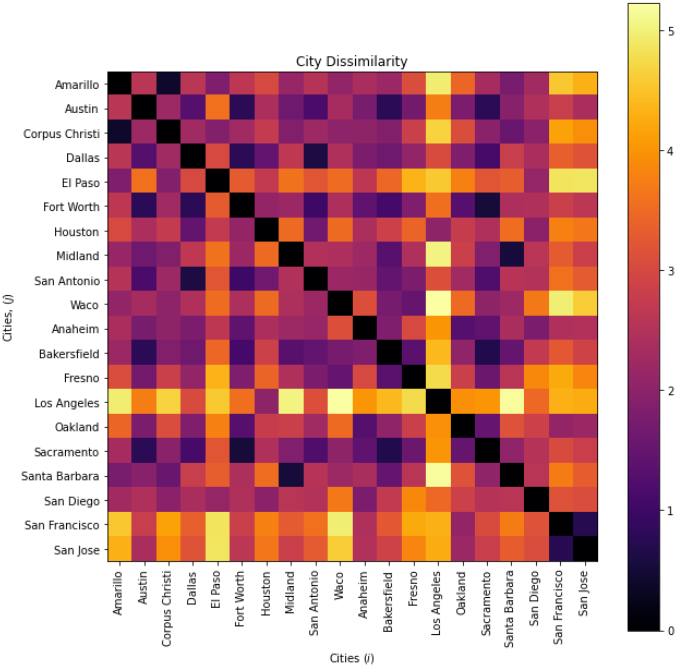 City Dissimilarity
Amarillo
Austin
Corpus Christi
Dallas
El Paso
Fort Worth
Houston
Midland
San Antonio
Waco
Anaheim
Bakersfield
Fresno
Los Angeles
Oakland
Sacramento
Santa Barbara
San Diego
San Francisco
San Jose
Cities, (j)
Amarillo
Austin
Corpus Christi
Dallas
El Paso
Fort Worth
Houston
Midland
San Antonio
Waco
Anaheim
Bakersfield
Fresno
Los Angeles
Oakland
Sacramento
Santa Barbara
San Diego
San Francisco
San Jose
Cities (i)
5
4
3
2
1
0